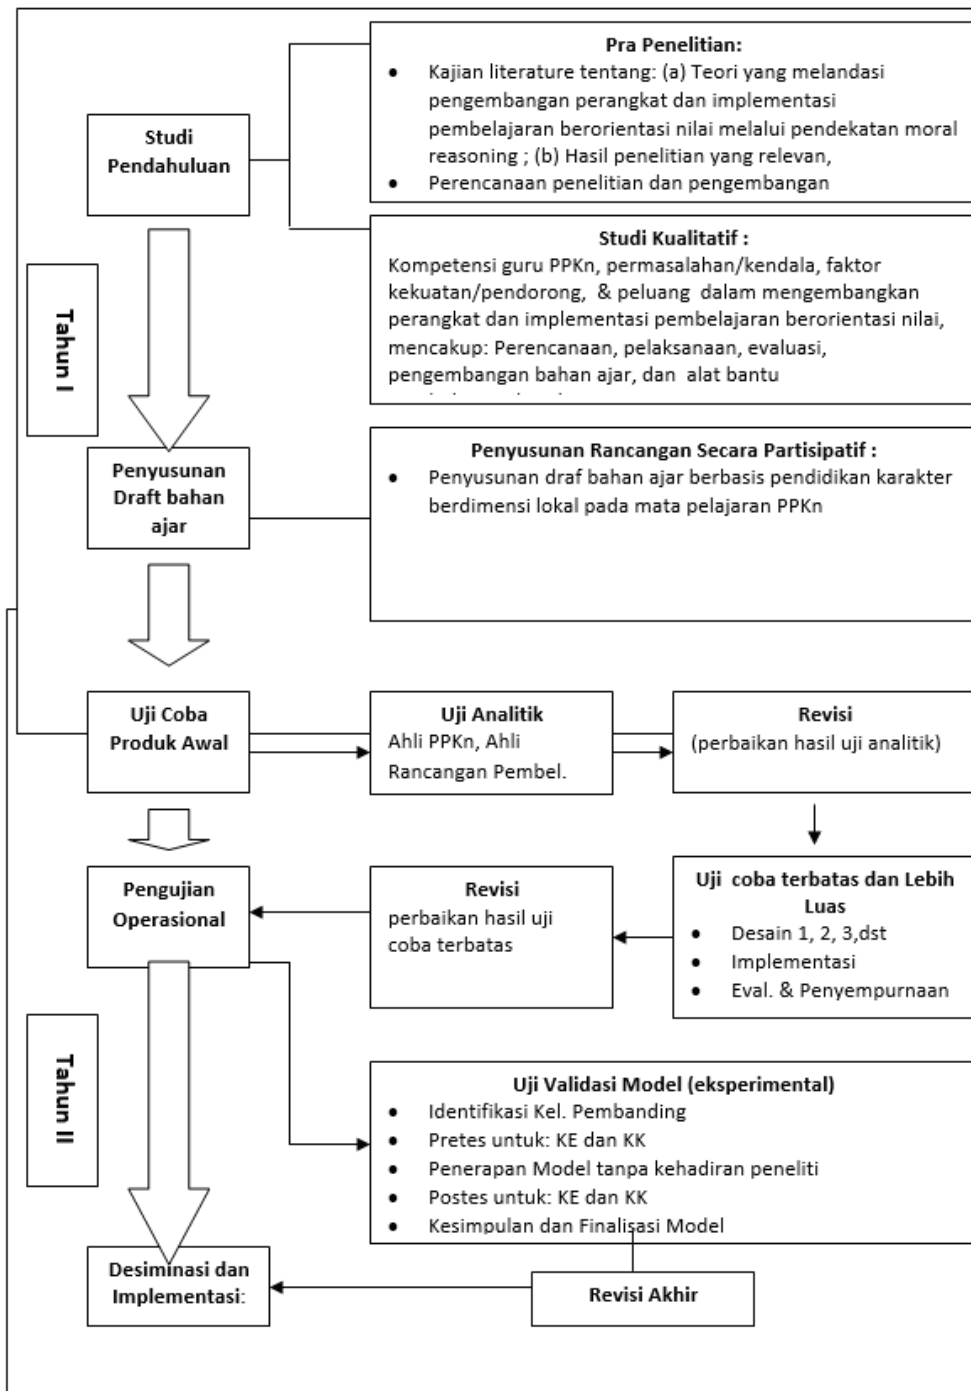 Pra Penelitian:
• Kajian literature tentang: (a) Teori yang melandasi
pengembangan perangkat dan implementasi
pembelajaran berorientasi nilai melalui pendekatan moral
reasoning ; (b) Hasil penelitian yang relevan,
• Perencanaan penelitian dan pengembangan
Studi
Pendahuluan
Studi Kualitatif :
Kompetensi guru PPKn, permasalahan/kendala, faktor
kekuatan/pendorong, & peluang dalam mengembangkan
perangkat dan implementasi pembelajaran berorientasi nilai,
mencakup: Perencanaan, pelaksanaan, evaluasi,
pengembangan bahan ajar, dan alat bantu
Tahun I
Penyusunan
Draft bahan
ajar
Penyusunan Rancangan Secara Partisipatif :
• Penyusunan draf bahan ajar berbasis pendidikan karakter
berdimensi lokal pada mata pelajaran PPKn
Uji Coba
Produk Awal
Uji Analitik
Ahli PPKn, Ahli
Rancangan Pembel.
Revisi
(perbaikan hasil uji analitik)
Pengujian
Operasional
Revisi
perbaikan hasil uji
coba terbatas
Uji coba terbatas dan Lebih
Luas
• Desain 1, 2, 3,dst
• Implementasi
• Eval. & Penyempurnaan
Tahun II
Uji Validasi Model (eksperimental)
• Identifikasi Kel. Pembanding
• Pretes untuk: KE dan KK
• Penerapan Model tanpa kehadiran peneliti
• Postes untuk: KE dan KK
• Kesimpulan dan Finalisasi Model
Desiminasi dan
Implementasi:
Revisi Akhir